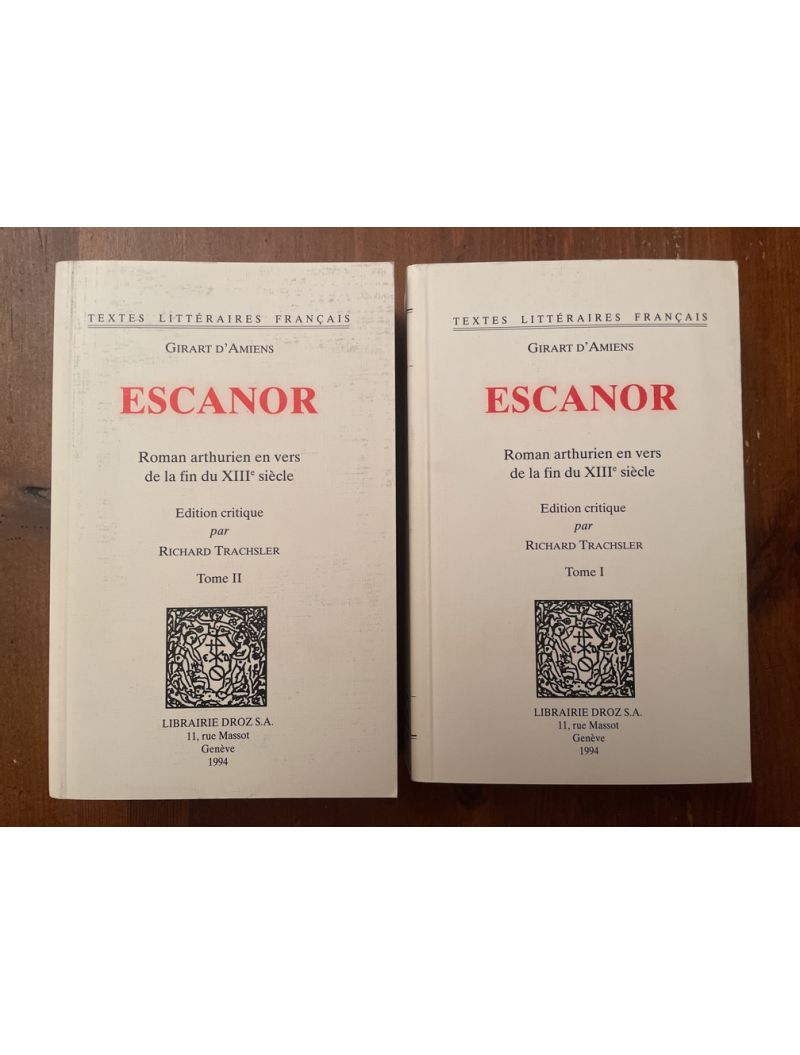 TEXTES LITTÉRAIRES FRANÇAIS
GIRART D'AMIENS
ESCANOR
Roman arthurien en vers
de la fin du XIIIe siècle
Edition critique
par
RICHARD TRACHSLER
Tome II
LIBRAIRIE DROZ S.A.
11, rue Massot
Genève
1994
TEXTES LITTÉRAIRES FRANÇAIS
GIRART D'AMIENS
ESCANOR
Roman arthurien en vers
de la fin du XIIIe siècle
Edition critique
par
RICHARD TRACHSLER
Tome I
LIBRAIRIE DROZ S.A.
11, rue Massot
Genève
1994